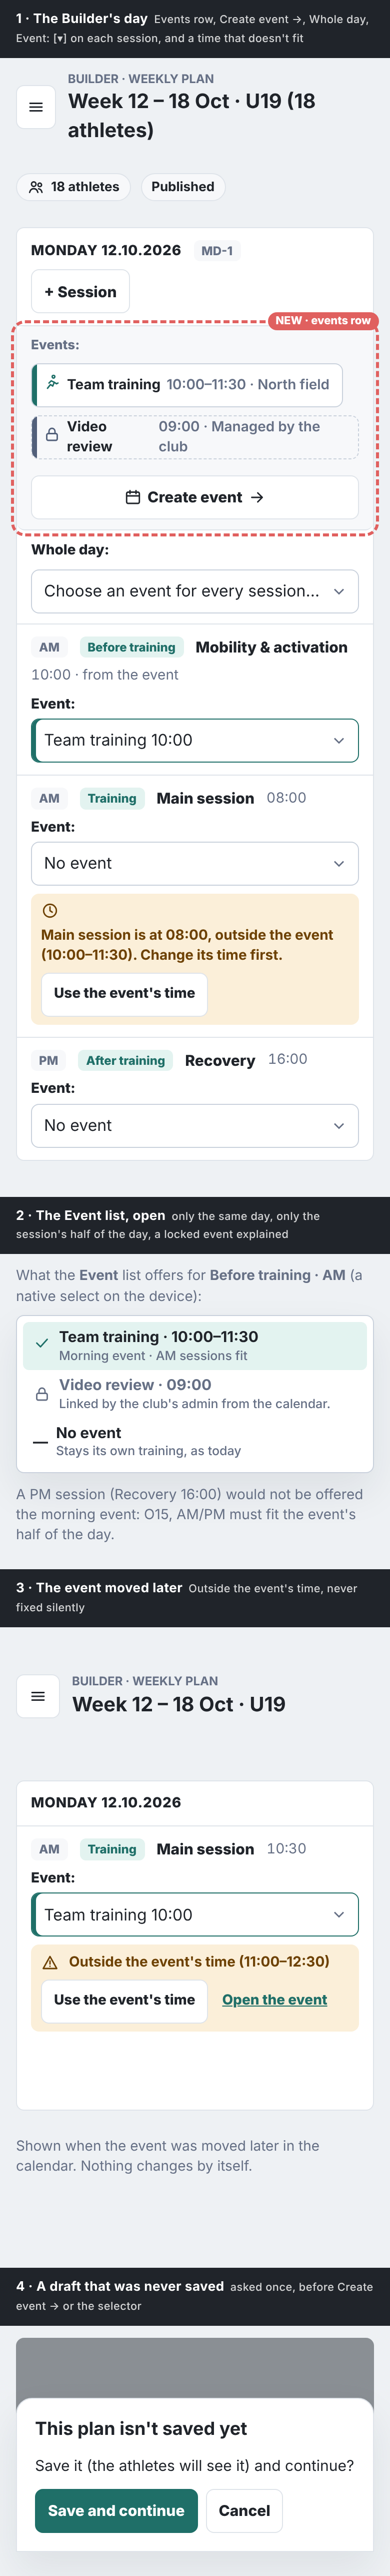 1 · The Builder's day Events row, Create event →, Whole day,
Event: [▾] on each session, and a time that doesn't fit
BUILDER · WEEKLY PLAN
Week 12 – 18 Oct · U19 (18
athletes)
18 athletes
Published
MONDAY 12.10.2026 MD-1
+ Session
NEW · events row
Events:
Team training 10:00–11:30 · North field
Video
review
09:00 · Managed by the
club
Create event →
Whole day:
Choose an event for every session...
AM Before training Mobility & activation
10:00 · from the event
Event:
Team training 10:00
AM Training Main session 08:00
Event:
No event
Main session is at 08:00, outside the event
(10:00–11:30). Change its time first.
Use the event's time
PM After training Recovery 16:00
Event:
No event
2 · The Event list, open only the same day, only the
session's half of the day, a locked event explained
What the Event list offers for Before training · AM (a
native select on the device):
Team training · 10:00–11:30
Morning event · AM sessions fit
Video review · 09:00
Linked by the club's admin from the calendar.
— No event
Stays its own training, as today
A PM session (Recovery 16:00) would not be offered
the morning event: O15, AM/PM must fit the event's
half of the day.
3 · The event moved later Outside the event's time, never
fixed silently
BUILDER · WEEKLY PLAN
Week 12 – 18 Oct · U19
MONDAY 12.10.2026
AM Training Main session 10:30
Event:
Team training 10:00
Outside the event's time (11:00–12:30)
Use the event's time Open the event
Shown when the event was moved later in the
calendar. Nothing changes by itself.
4 · A draft that was never saved asked once, before Create
event → or the selector
This plan isn't saved yet
Save it (the athletes will see it) and continue?
Save and continue Cancel